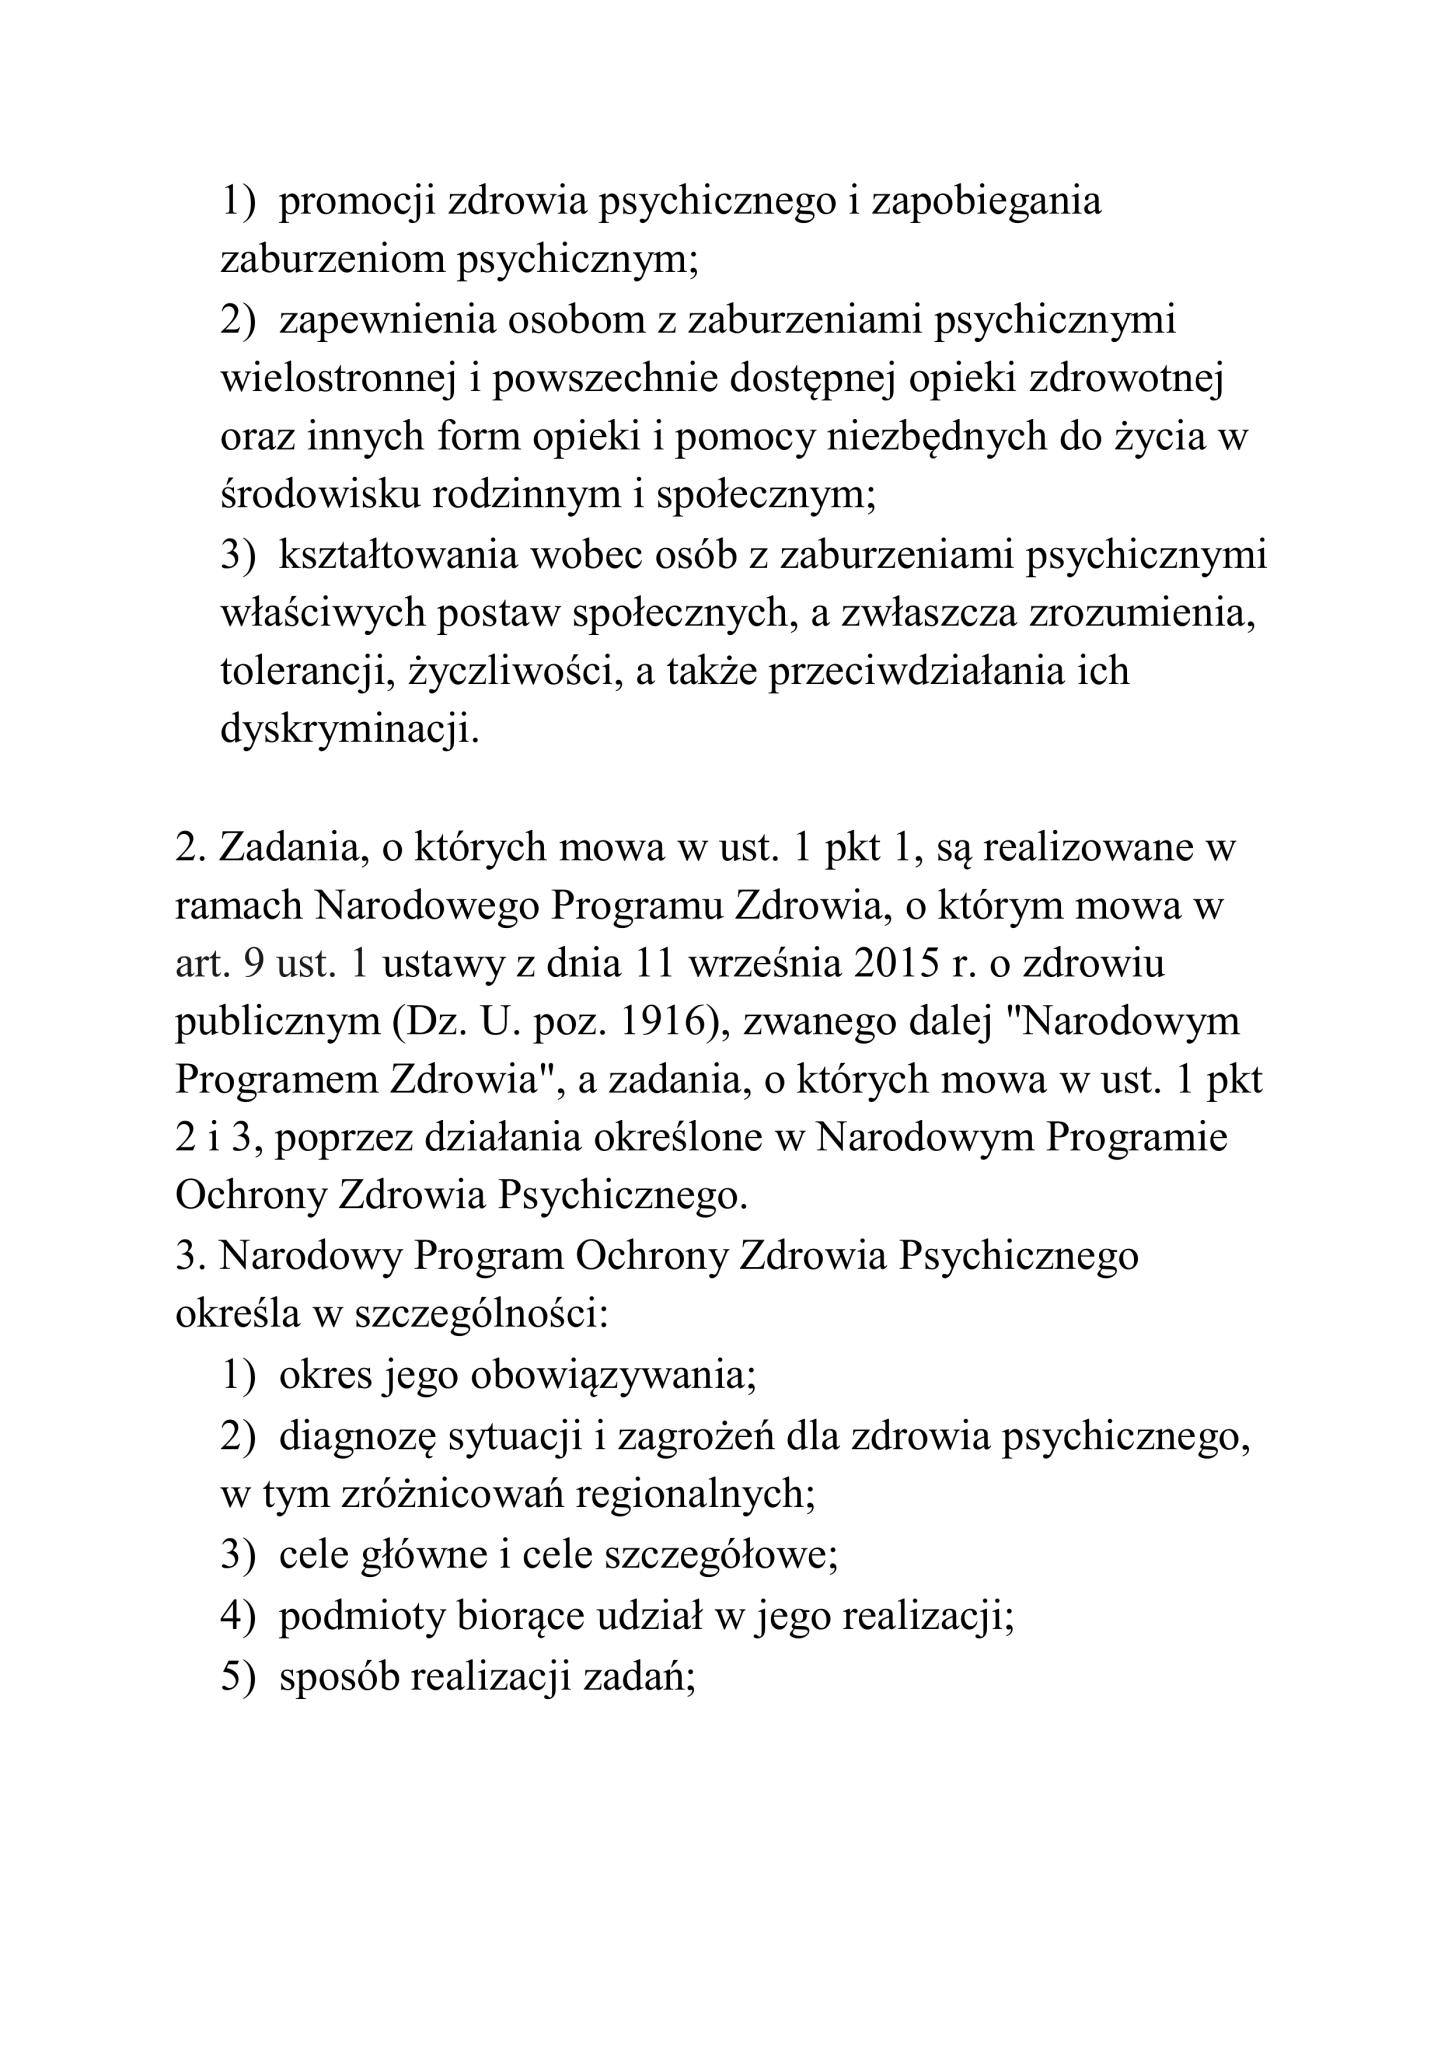 1) promocji zdrowia psychicznego i zapobiegania
zaburzeniom psychicznym;
2) zapewnienia osobom z zaburzeniami psychicznymi
wielostronnej i powszechnie dostępnej opieki zdrowotnej
oraz innych form opieki i pomocy niezbędnych do życia w
środowisku rodzinnym i społecznym;
3) kształtowania wobec osób z zaburzeniami psychicznymi
właściwych postaw społecznych, a zwłaszcza zrozumienia,
tolerancji, życzliwości, a także przeciwdziałania ich
dyskryminacji.
2. Zadania, o których mowa w ust. 1 pkt 1, są realizowane w
ramach Narodowego Programu Zdrowia, o którym mowa w
art. 9 ust. 1 ustawy z dnia 11 września 2015 r. o zdrowiu
publicznym (Dz. U. poz. 1916), zwanego dalej "Narodowym
Programem Zdrowia", a zadania, o których mowa w ust. 1 pkt
2 i 3, poprzez działania określone w Narodowym Programie
Ochrony Zdrowia Psychicznego.
3. Narodowy Program Ochrony Zdrowia Psychicznego
określa w szczególności:
1) okres jego obowiązywania;
2) diagnozę sytuacji i zagrożeń dla zdrowia psychicznego,
w tym zróżnicowań regionalnych;
3) cele główne i cele szczegółowe;
4) podmioty biorące udział w jego realizacji;
5) sposób realizacji zadań;